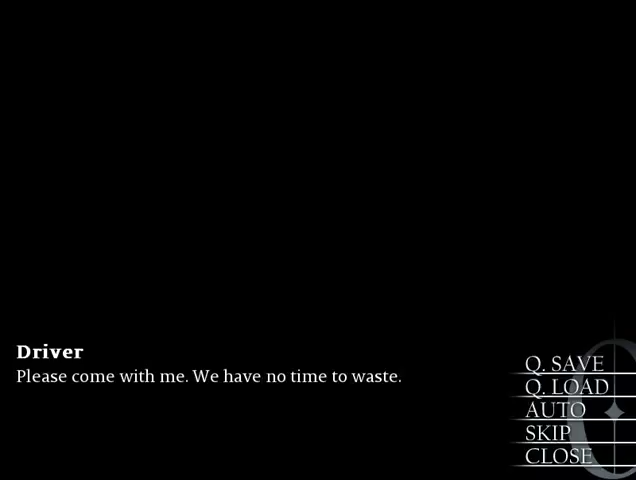 Driver
Please come with me. We have no time to waste.
Q. SAVE
Q. LOAD
AUTO
SKIP
CLOSE